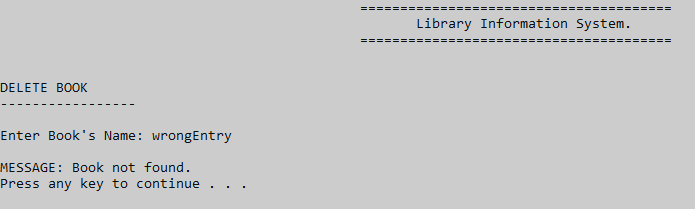 =======================================
Library Information System.
=======================================
DELETE BOOK
-----------------
Enter Book's Name: wrongEntry
MESSAGE: Book not found.
Press any key to continue . . .